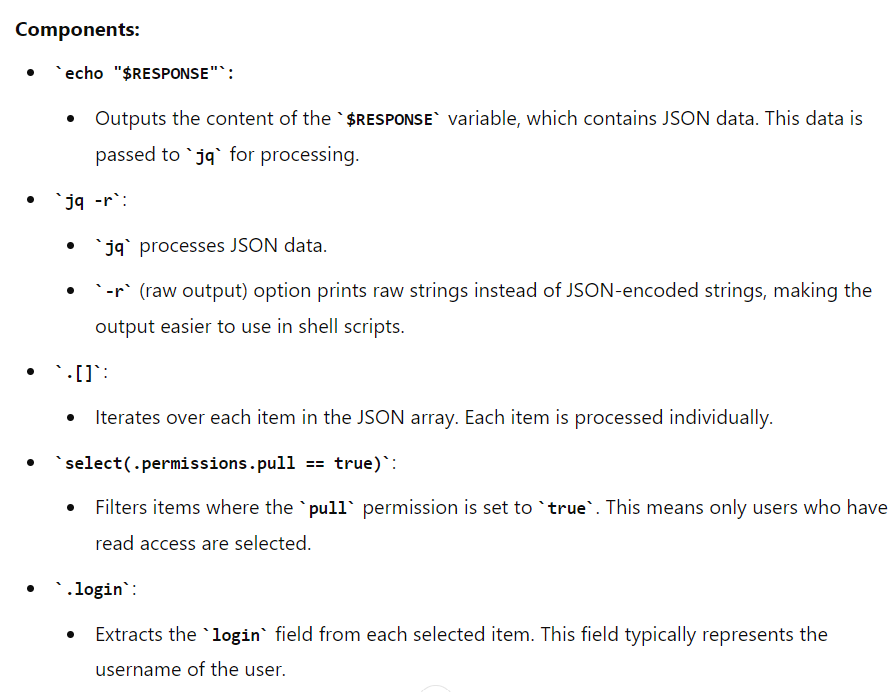 Components:
• `echo "$RESPONSE"`:
• Outputs the content of the `$RESPONSE` variable, which contains JSON data. This data is
passed to `jq` for processing.
• `jq -r`:
• `jq` processes JSON data.
• `-r` (raw output) option prints raw strings instead of JSON-encoded strings, making the
output easier to use in shell scripts.
• `.[]`:
• Iterates over each item in the JSON array. Each item is processed individually.
• `select(.permissions.pull == true)`:
• Filters items where the `pull` permission is set to `true`. This means only users who have
read access are selected.
• `.login`:
• Extracts the `login` field from each selected item. This field typically represents the
username of the user.